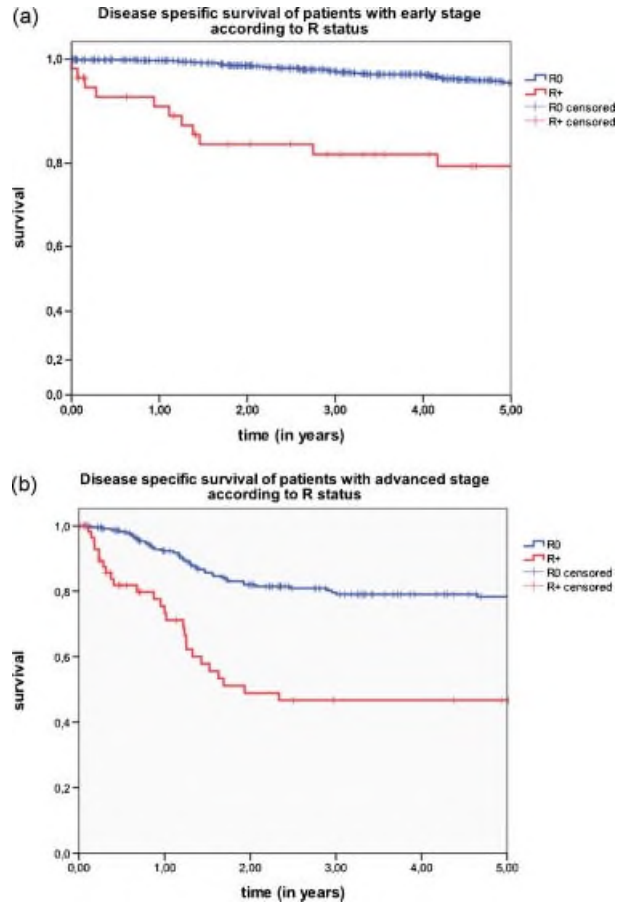 (a)
Disease spesific survival of patients with early stage
according to R status
1,0
0,8
0,6
0,4
0,2
0,0
survival
0,00
1,00
2,00
3,00
4,00
5,00
time (in years)
R0
R+
R0 censored
R+ censored
(b)
Disease specific survival of patients with advanced stage
according to R status
1,0
0,8
0,6
0,4
0,2
0,0
survival
0,00
1,00
2,00
3,00
4,00
5,00
time (in years)
R0
R+
R0 censored
R+ censored